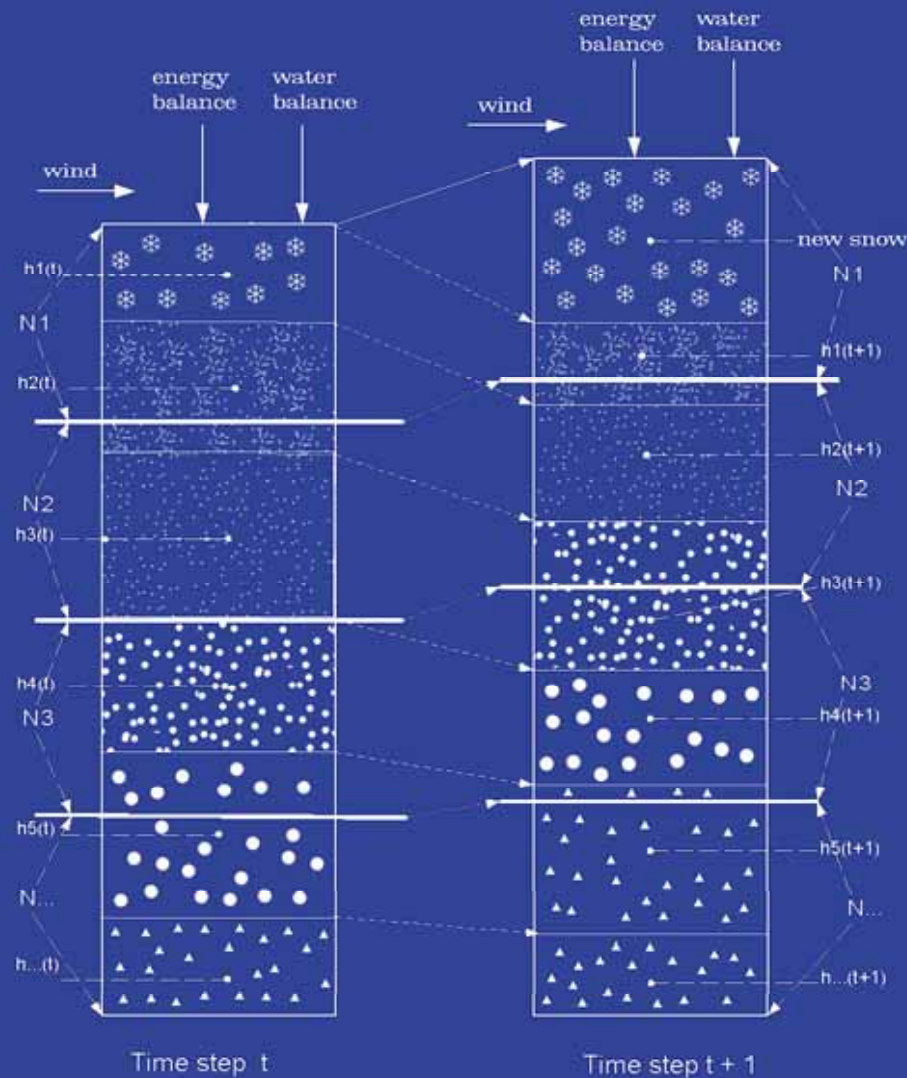 energy
balance
water
balance
wind
h1(t)
N1
h2(t)
N2
h3(t)
h4(t)
N3
h5(t)
N...
h...(t)
Time step t
energy
balance
water
balance
wind
new snow
N1
h1(t+1)
h2(t+1)
N2
h3(t+1)
N3
h4(t+1)
h5(t+1)
N...
h...(t+1)
Time step t + 1